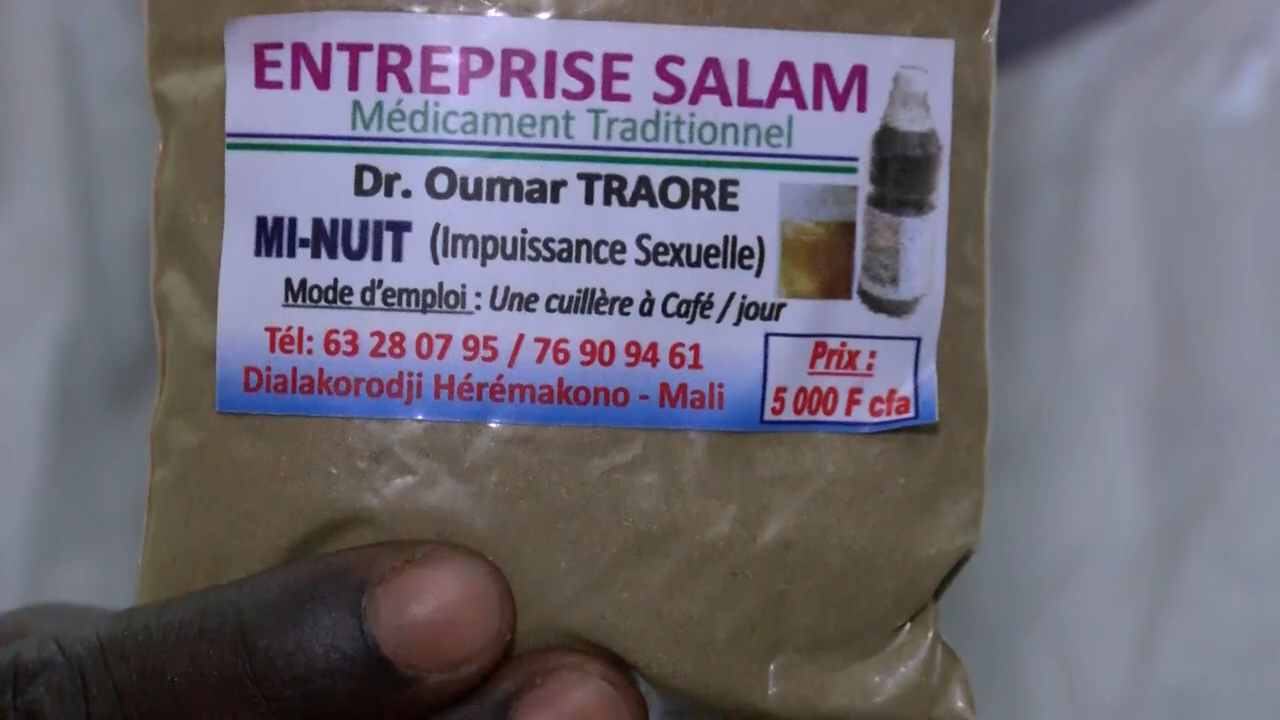 ENTREPRISE SALAM
Médicament Traditionnel
Dr. Oumar TRAORE
MI-NUIT (Impuissance Sexuelle)
Mode d'emploi : Une cuillère à Café / jour
Tél: 63 28 07 95 / 76 90 94 61
Dialakorodji Hérémakono - Mali
Prix :
5 000 F cfa